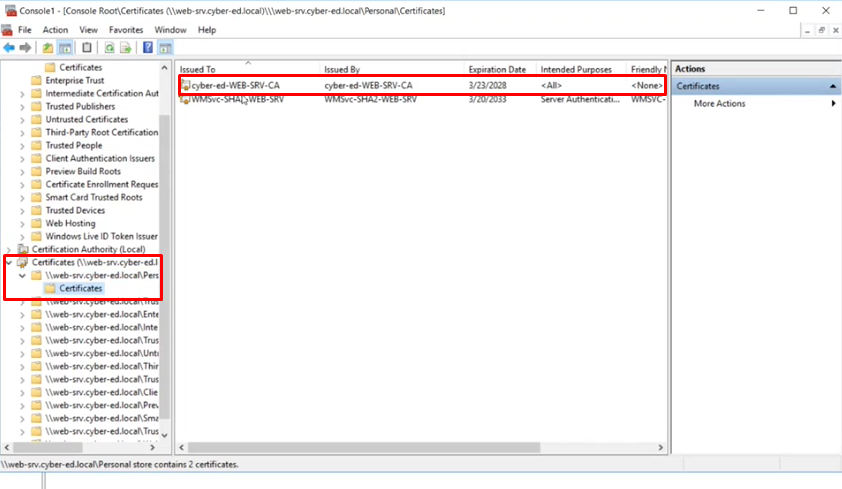 Console1 - [Console Root\Certificates (\\web-srv.cyber-ed.local)\\\web-srv.cyber-ed.local\Personal\Certificates]
File Action View Favorites Window Help
Certificates
Enterprise Trust
Intermediate Certification Aut
Trusted Publishers
Untrusted Certificates
Third-Party Root Certification
Trusted People
Client Authentication Issuers
Preview Build Roots
Certificate Enrollment Reques
Smart Card Trusted Roots
Trusted Devices
Web Hosting
Windows Live ID Token Issuer
Certification Authority (Local)
Certificates (\\web-srv.cyber-ed.l
\\web-srv.cyber-ed.local\Pers
Certificates
\\web-srv.cyber-ed.local\Trus
\\web-srv.cyber-ed.local\Ente
\\web-srv.cyber-ed.local\Inte
\\web-srv.cyber-ed.local\Trus
\\web-srv.cyber-ed.local\Untr
\\web-srv.cyber-ed.local\Thir
\\web-srv.cyber-ed.local\Trus
\\web-srv.cyber-ed.local\Clie
\\web-srv.cyber-ed.local\Prev
\\web-srv.cyber-ed.local\Sma
\\web-srv.cyber-ed.local\Trus
Issued To Issued By Expiration Date Intended Purposes Friendly N
cyber-ed-WEB-SRV-CA cyber-ed-WEB-SRV-CA 3/23/2028 <All> <None>
WMSvc-SHA2-WEB-SRV WMSvc-SHA2-WEB-SRV 3/20/2033 Server Authenticati... WMSVC-
Actions
Certificates
More Actions
\\web-srv.cyber-ed.local\Personal store contains 2 certificates.